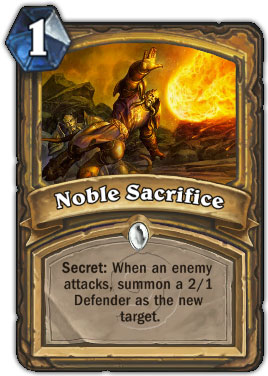 1
Noble Sacrifice
Secret: When an enemy
attacks, summon a 2/1
Defender as the new
target.